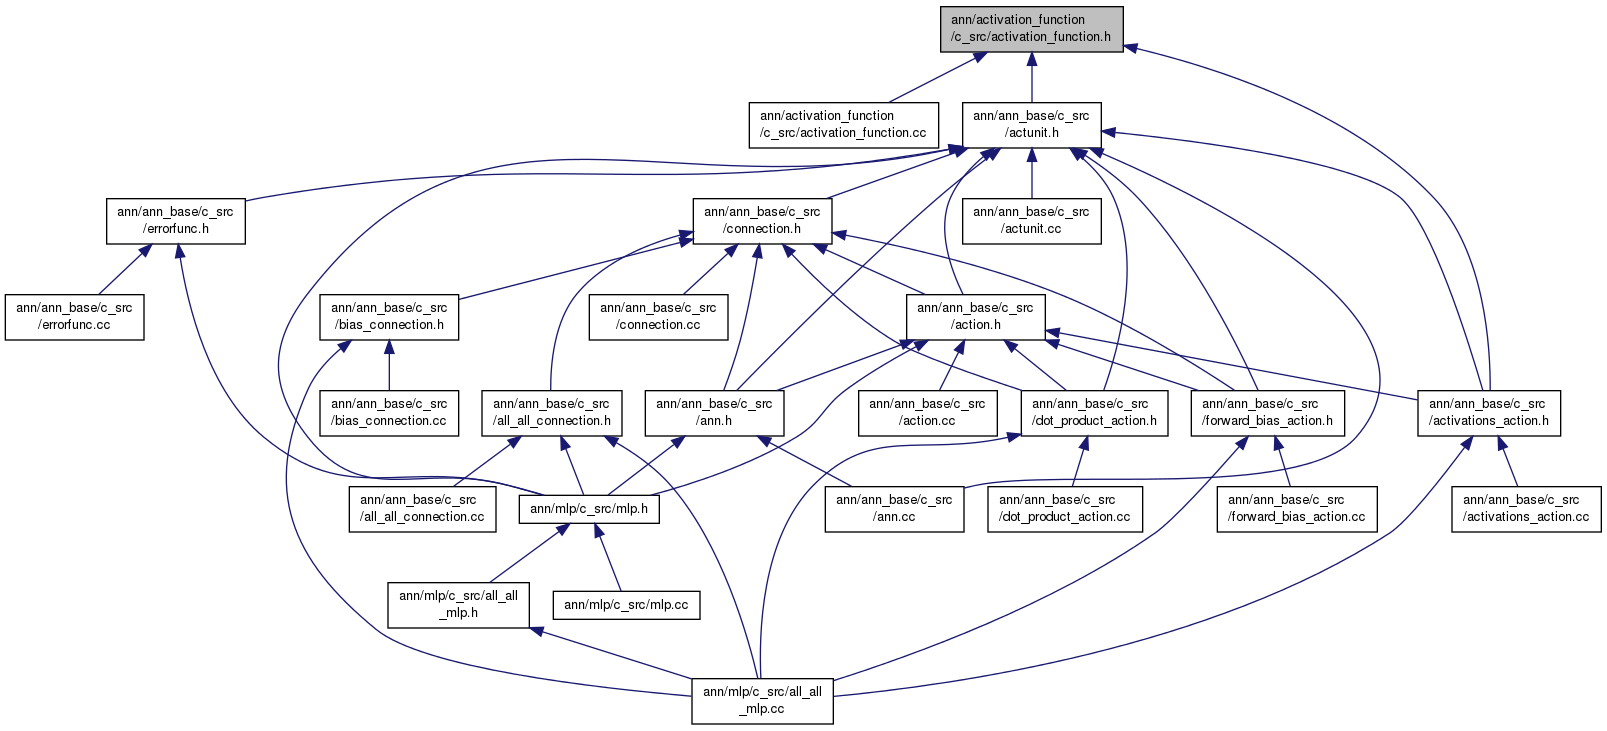 ann/activation_function
/c_src/activation_function.h
ann/activation_function
/c_src/activation_function.cc
ann/ann_base/c_src
/actunit.h
ann/ann_base/c_src
/errorfunc.h
ann/ann_base/c_src
/connection.h
ann/ann_base/c_src
/actunit.cc
ann/ann_base/c_src
/errorfunc.cc
ann/ann_base/c_src
/bias_connection.h
ann/ann_base/c_src
/connection.cc
ann/ann_base/c_src
/action.h
ann/ann_base/c_src
/bias_connection.cc
ann/ann_base/c_src
/all_all_connection.h
ann/ann_base/c_src
/ann.h
ann/ann_base/c_src
/action.cc
ann/ann_base/c_src
/dot_product_action.h
ann/ann_base/c_src
/forward_bias_action.h
ann/ann_base/c_src
/activations_action.h
ann/ann_base/c_src
/all_all_connection.cc
ann/mlp/c_src/mlp.h
ann/ann_base/c_src
/ann.cc
ann/ann_base/c_src
/dot_product_action.cc
ann/ann_base/c_src
/forward_bias_action.cc
ann/ann_base/c_src
/activations_action.cc
ann/mlp/c_src/all_all
_mlp.h
ann/mlp/c_src/mlp.cc
ann/mlp/c_src/all_all
_mlp.cc